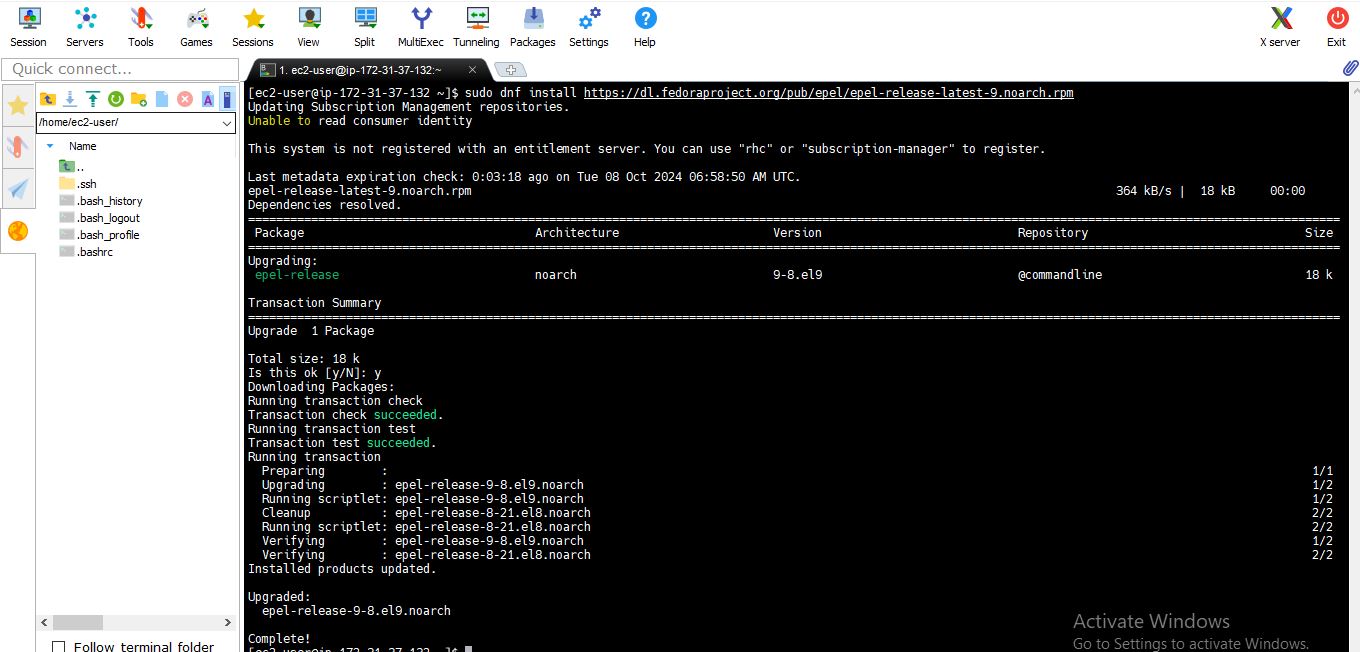 Session Servers Tools Games Sessions View Split MultiExec Tunneling Packages Settings Help X server Exit
Quick connect...
1. ec2-user@ip-172-31-37-132:~
/home/ec2-user/
Name
..
.ssh
.bash_history
.bash_logout
.bash_profile
.bashrc
Follow terminal folder
[ec2-user@ip-172-31-37-132 ~]$ sudo dnf install https://dl.fedoraproject.org/pub/epel/epel-release-latest-9.noarch.rpm
Updating Subscription Management repositories.
Unable to read consumer identity
This system is not registered with an entitlement server. You can use "rhc" or "subscription-manager" to register.
Last metadata expiration check: 0:03:18 ago on Tue 08 Oct 2024 06:58:50 AM UTC.
epel-release-latest-9.noarch.rpm 364 kB/s | 18 kB 00:00
Dependencies resolved.
Package Architecture Version Repository Size
Upgrading:
epel-release noarch 9-8.el9 @commandline 18 k
Transaction Summary
Upgrade 1 Package
Total size: 18 k
Is this ok [y/N]: y
Downloading Packages:
Running transaction check
Transaction check succeeded.
Running transaction test
Transaction test succeeded.
Running transaction
Preparing : 1/1
Upgrading : epel-release-9-8.el9.noarch 1/2
Running scriptlet: epel-release-9-8.el9.noarch 1/2
Cleanup : epel-release-8-21.el8.noarch 2/2
Running scriptlet: epel-release-8-21.el8.noarch 2/2
Verifying : epel-release-9-8.el9.noarch 1/2
Verifying : epel-release-8-21.el8.noarch 2/2
Installed products updated.
Upgraded:
epel-release-9-8.el9.noarch
Complete!
[ec2-user@ip-172-31-37-132 ~]$
Activate Windows
Go to Settings to activate Windows.